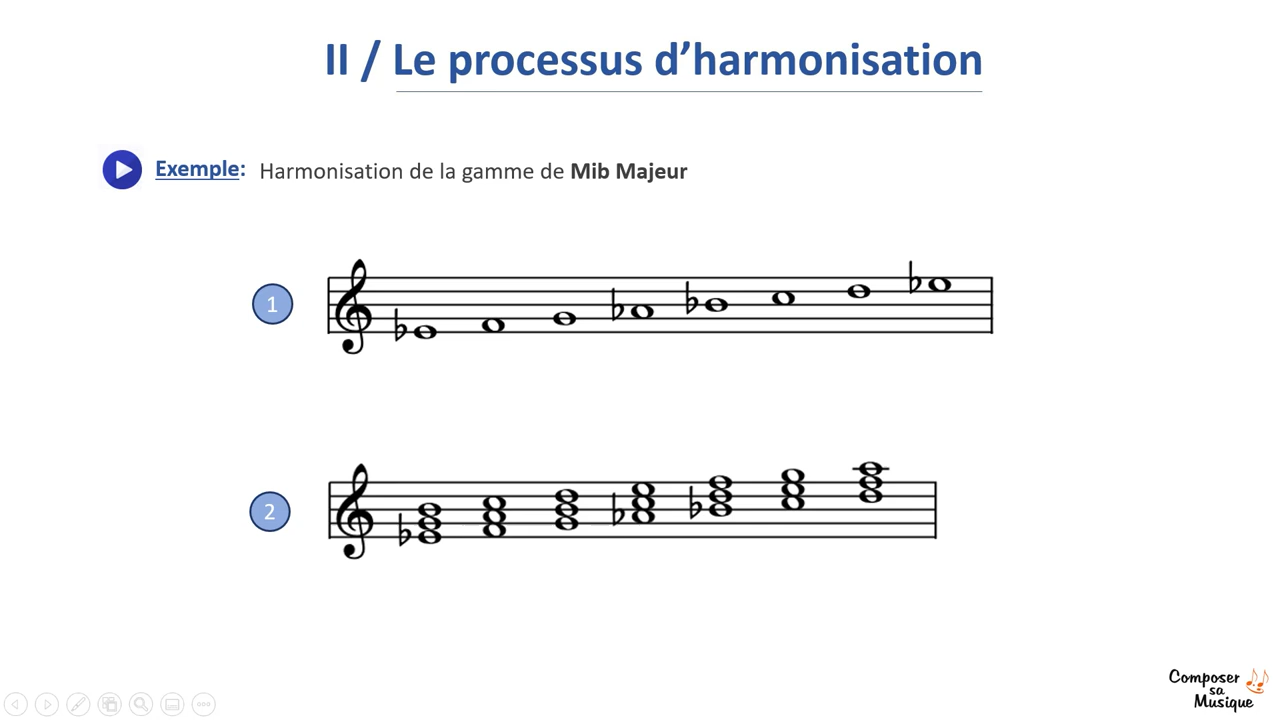 II / Le processus d’harmonisation
Exemple: Harmonisation de la gamme de Mib Majeur
1
2
Composer
sa
Musique